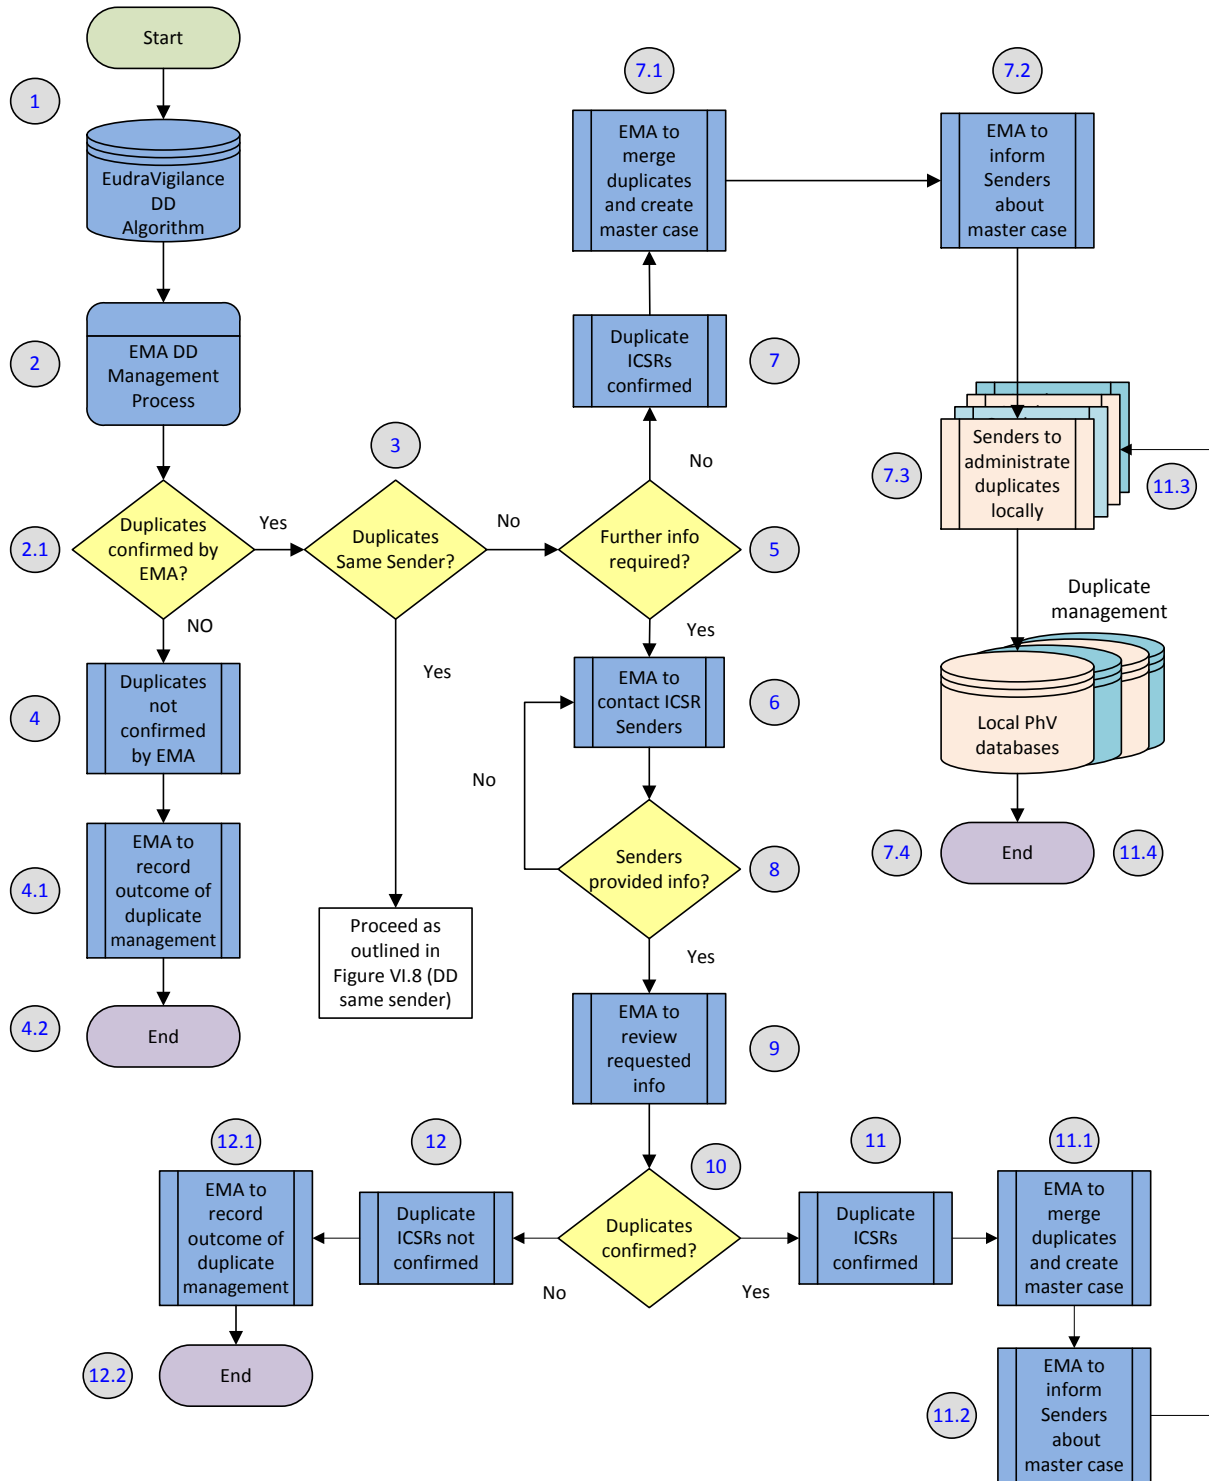 Start
1
EudraVigilance
DD
Algorithm
2
EMA DD
Management
Process
2.1
Duplicates
confirmed by
EMA?
Yes
NO
3
Duplicates
Same Sender?
No
Yes
4
Duplicates
not
confirmed
by EMA
4.1
EMA to
record
outcome of
duplicate
management
4.2
End
Proceed as
outlined in
Figure VI.8 (DD
same sender)
5
Further info
required?
No
Yes
7
Duplicate
ICSRs
confirmed
7.1
EMA to
merge
duplicates
and create
master case
7.2
EMA to
inform
Senders
about
master case
7.3
11.3
Senders to
administrate
duplicates
locally
Duplicate
management
Local PhV
databases
7.4
End
11.4
6
EMA to
contact ICSR
Senders
No
8
Senders
provided info?
Yes
9
EMA to
review
requested
info
10
Duplicates
confirmed?
No
Yes
12
Duplicate
ICSRs not
confirmed
12.1
EMA to
record
outcome of
duplicate
management
12.2
End
11
Duplicate
ICSRs
confirmed
11.1
EMA to
merge
duplicates
and create
master case
11.2
EMA to
inform
Senders
about
master case